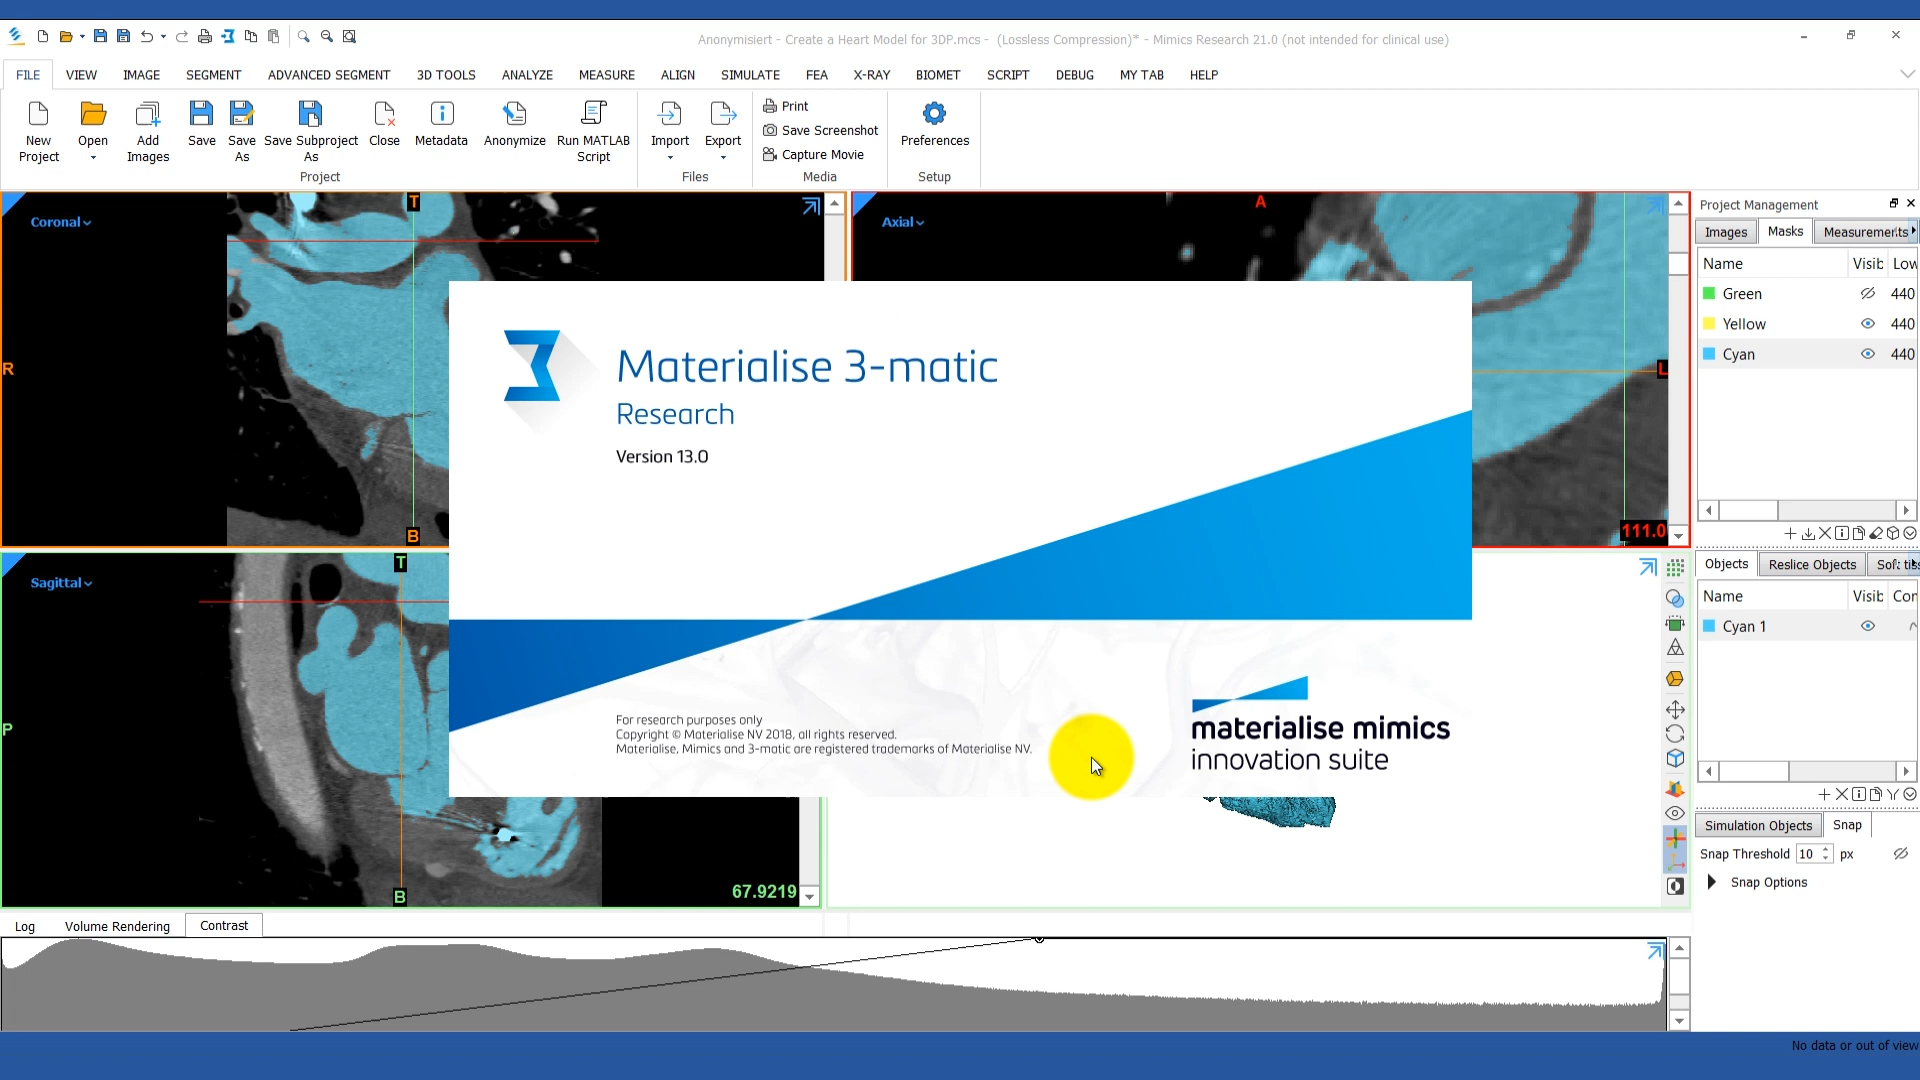 Anonymisiert - Create a Heart Model for 3DP.mcs - (Lossless Compression)* - Mimics Research 21.0 (not intended for clinical use)
FILE VIEW IMAGE SEGMENT ADVANCED SEGMENT 3D TOOLS ANALYZE MEASURE ALIGN SIMULATE FEA X-RAY BIOMET SCRIPT DEBUG MY TAB HELP
New Project
Open
Add Images
Save
Save As
Save Subproject As
Close
Metadata
Anonymize
Run MATLAB Script
Import
Export
Print
Save Screenshot
Capture Movie
Preferences
Project
Files
Media
Setup
Coronal
T
R
B
Axial
A
L
111.0
Sagittal
T
P
B
67.9219
Materialise 3-matic
Research
Version 13.0
For research purposes only
Copyright © Materialise NV 2018, all rights reserved.
Materialise, Mimics and 3-matic are registered trademarks of Materialise NV.
materialise mimics
innovation suite
Project Management
Images Masks Measurements
Name Visib Low
Green 440
Yellow 440
Cyan 440
Objects Reslice Objects Soft tis
Name Visib Con
Cyan 1
Simulation Objects Snap
Snap Threshold 10 px
Snap Options
Log Volume Rendering Contrast
No data or out of view